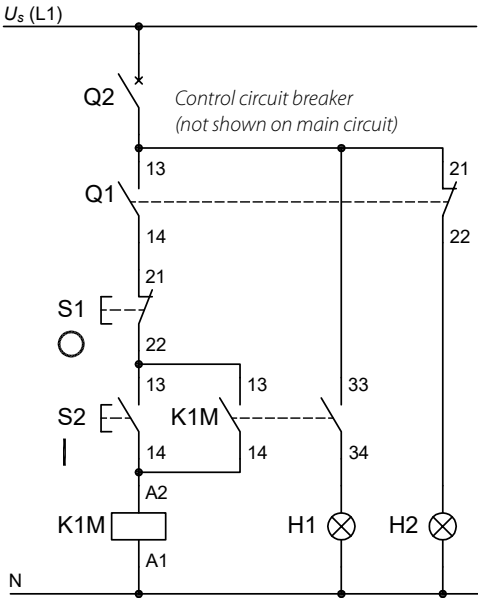 Us (L1)
Q2
Control circuit breaker
(not shown on main circuit)
13
21
Q1
14
22
21
S1
22
13
13
33
S2
K1M
14
14
34
A2
K1M
H1
H2
A1
N